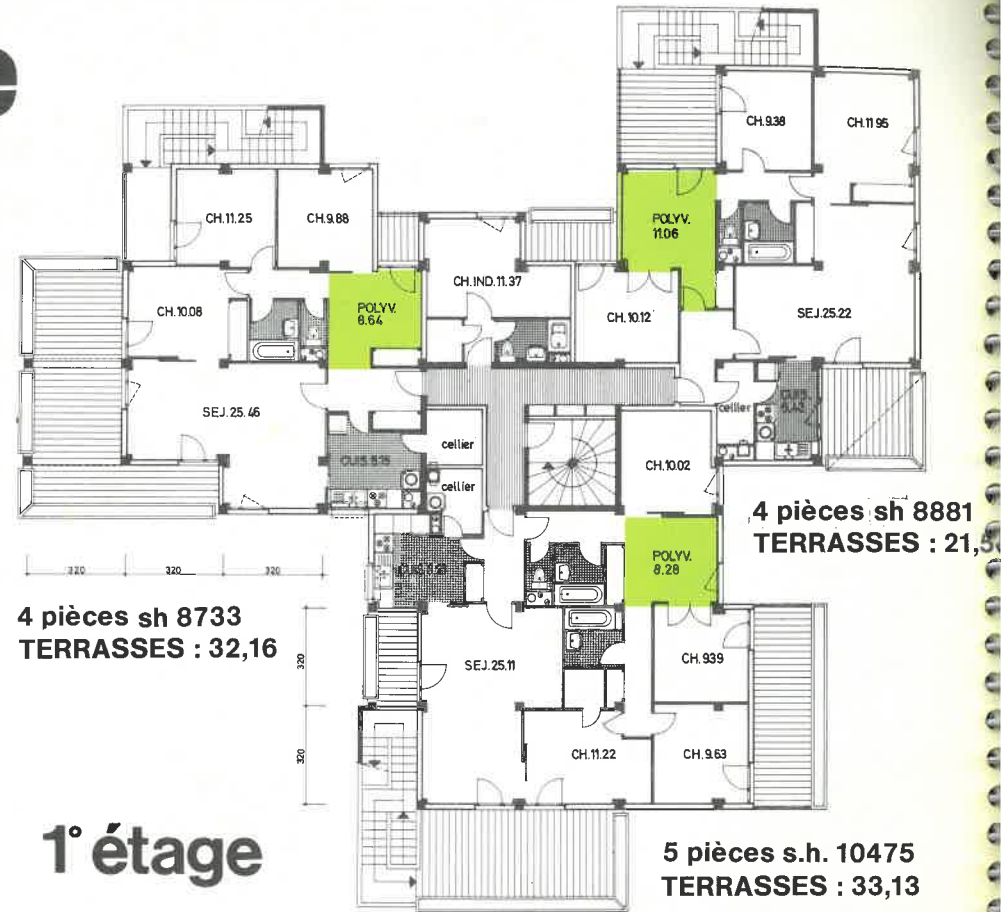 CH.9.38
CH.11.95
CH.11.25
CH.9.88
POLYV.
11.06
CH.IND.11.37
CH.10.08
POLYV.
8.64
CH.10.12
SEJ.25.22
SEJ.25.46
cellier
CUIS.
cellier
cellier
CH.10.02
4 pièces sh 8881
TERRASSES : 21,5
POLYV.
8.28
320
320
320
4 pièces sh 8733
TERRASSES : 32,16
320
SEJ.25.11
CH.939
320
CH.11.22
CH.9.63
1° étage
5 pièces s.h. 10475
TERRASSES : 33,13